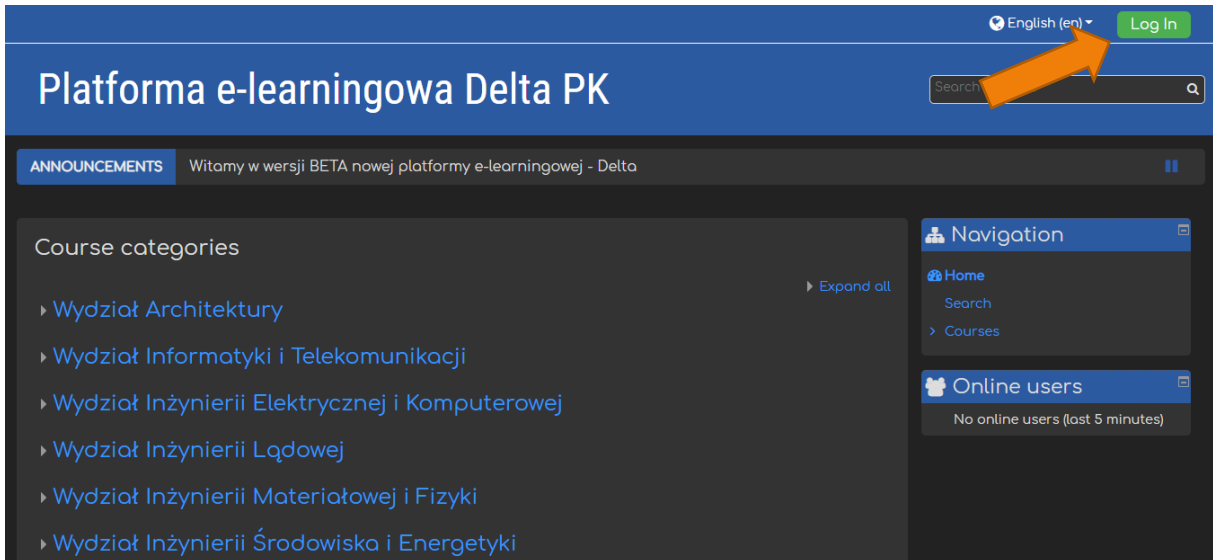 English (en)
Log In
Platforma e-learningowa Delta PK
Search
ANNOUNCEMENTS Witamy w wersji BETA nowej platformy e-learningowej - Delta
Course categories
Expand all
Wydział Architektury
Wydział Informatyki i Telekomunikacji
Wydział Inżynierii Elektrycznej i Komputerowej
Wydział Inżynierii Lądowej
Wydział Inżynierii Materiałowej i Fizyki
Wydział Inżynierii Środowiska i Energetyki
Navigation
Home
Search
Courses
Online users
No online users (last 5 minutes)